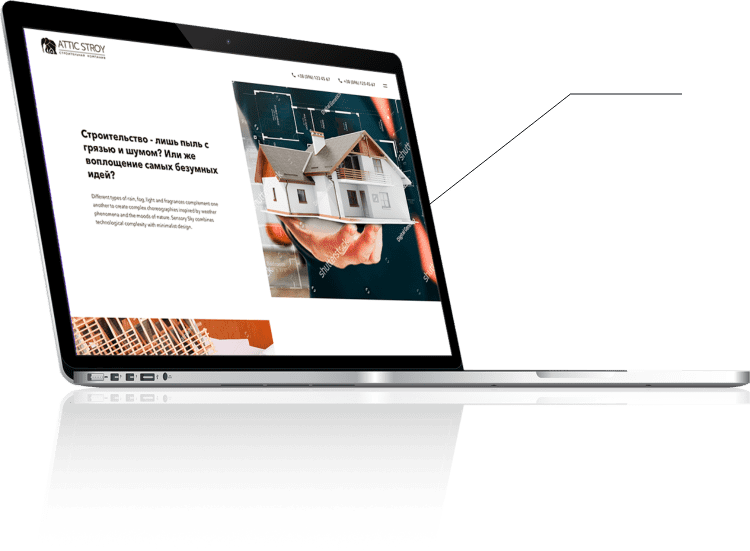 ATTIC STROY
СТРОИТЕЛЬНАЯ КОМПАНИЯ
+38 (096) 123-45-67
+38 (096) 123-45-67
Строительство - лишь пыль с
грязью и шумом? Или же
воплощение самых безумных
идей?
Different types of rain, fog, light and fragrances complement one
another to create complex choreographies inspired by weather
phenomena and the moods of nature. Sensory Sky combines
technological complexity with minimalist design.
shutterstock